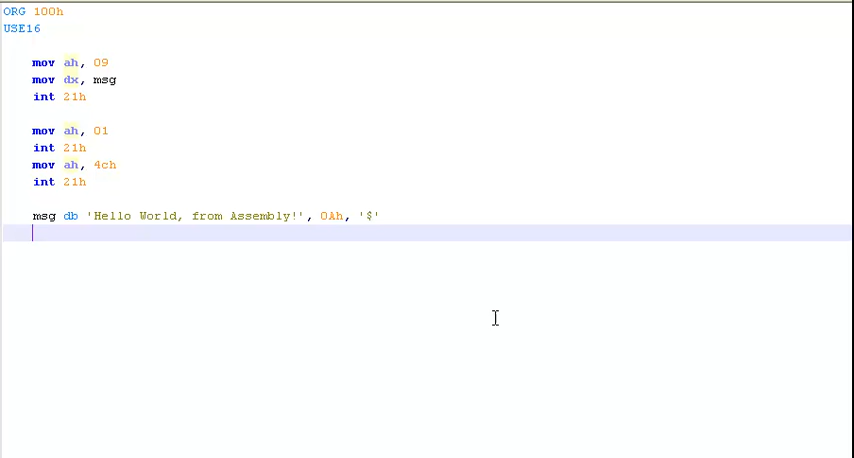 ORG 100h
USE16
mov ah, 09
mov dx, msg
int 21h
mov ah, 01
int 21h
mov ah, 4ch
int 21h
msg db 'Hello World, from Assembly!', 0Ah, '$'